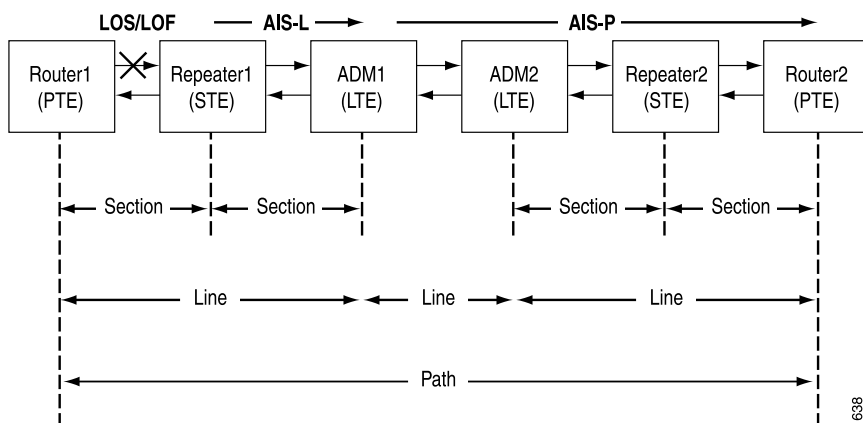 LOS/LOF AIS-L AIS-P
Router1 Repeater1 ADM1 ADM2 Repeater2 Router2
(PTE) (STE) (LTE) (LTE) (STE) (PTE)
Section Section Section Section
Line Line Line
Path
638